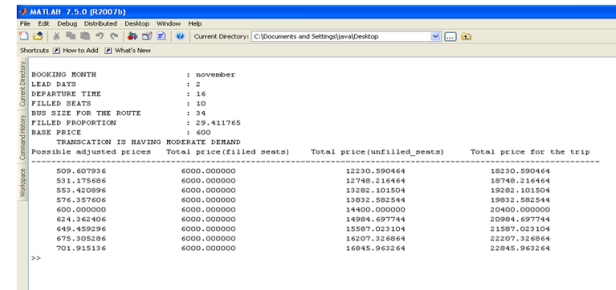 MATLAB 7.5.0 (R2007b)
File Edit Debug Distributed Desktop Window Help
Current Directory: C:\Documents and Settings\java\Desktop
Shortcuts How to Add What's New
Current Directory
Command History
Workspace
BOOKING MONTH : november
LEAD DAYS : 2
DEPARTURE TIME : 16
FILLED SEATS : 10
BUS SIZE FOR THE ROUTE : 34
FILLED PROPORTION : 29.411765
BASE PRICE : 600
TRANSCATION IS HAVING MODERATE DEMAND
Possible adjusted prices Total price(filled seats) Total price(unfilled_seats) Total price for the trip
509.607936 6000.000000 12230.590464 18230.590464
531.175686 6000.000000 12748.216464 18748.216464
553.420896 6000.000000 13282.101504 19282.101504
576.357606 6000.000000 13832.582544 19832.582544
600.000000 6000.000000 14400.000000 20400.000000
624.362406 6000.000000 14984.697744 20984.697744
649.459296 6000.000000 15587.023104 21587.023104
675.305286 6000.000000 16207.326864 22207.326864
701.915136 6000.000000 16845.963264 22845.963264
>>